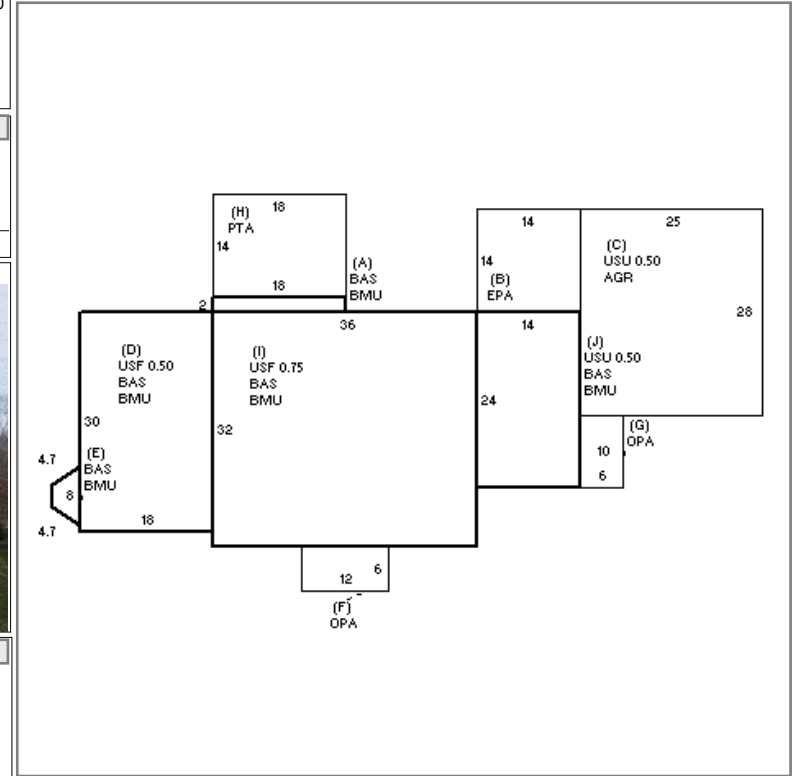 18
(H)
PTA
14
18
(A)
BAS
BMU
2
14
14
(B)
EPA
25
(C)
USU 0.50
AGR
28
36
14
(D)
USF 0.50
BAS
BMU
(I)
USF 0.75
BAS
BMU
(J)
USU 0.50
BAS
BMU
30
32
24
(G)
OPA
10
6
4.7
(E)
BAS
BMU
8
4.7
18
6
12
(F)
OPA